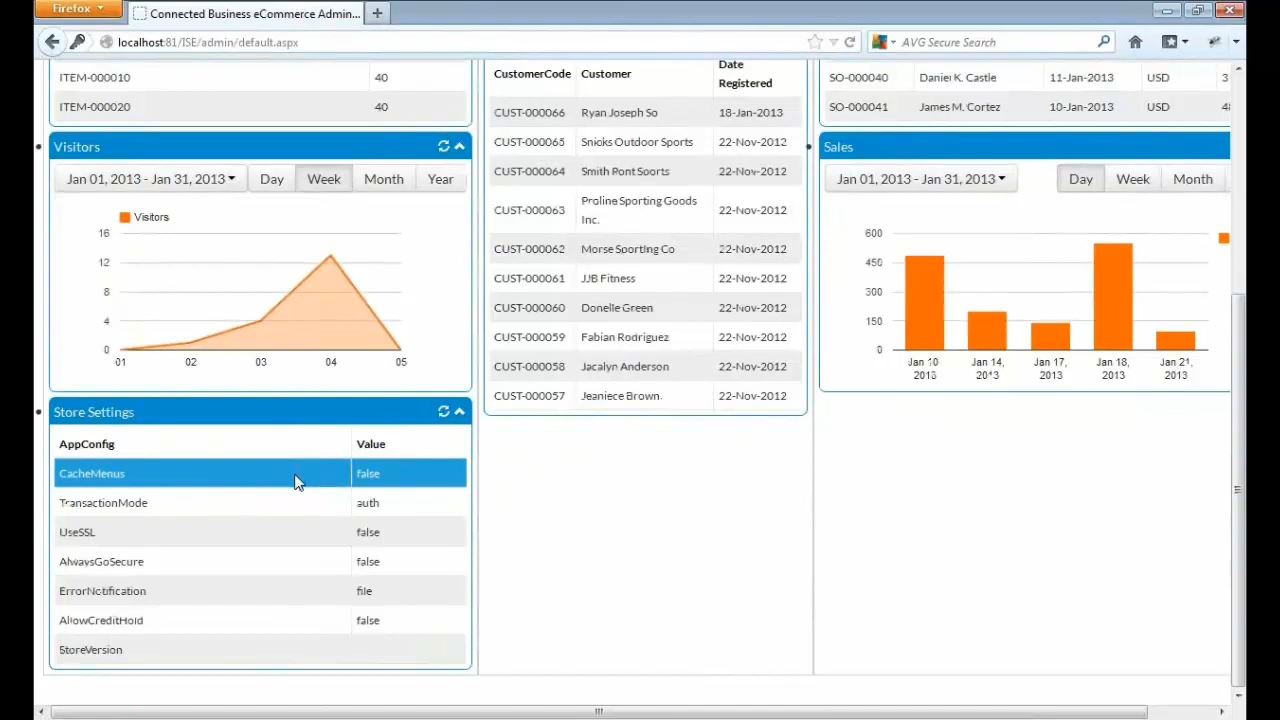 Firefox
Connected Business eCommerce Admin...
localhost:81/ISE/admin/default.aspx
AVG Secure Search
ITEM-000010 40
ITEM-000020 40
Visitors
Jan 01, 2013 - Jan 31, 2013 Day Week Month Year
Visitors
16
12
8
4
0
01 02 03 04 05
Store Settings
AppConfig Value
CacheMenus false
TransactionMode auth
UseSSL false
AlwaysGoSecure false
ErrorNotification file
AllowCreditHold false
StoreVersion
CustomerCode Customer Date Registered
CUST-000066 Ryan Joseph So 18-Jan-2013
CUST-000065 Snicks Outdoor Sports 22-Nov-2012
CUST-000064 Smith Pont Sports 22-Nov-2012
CUST-000063 Proline Sporting Goods Inc. 22-Nov-2012
CUST-000062 Morse Sporting Co 22-Nov-2012
CUST-000061 JJB Fitness 22-Nov-2012
CUST-000060 Donelle Green 22-Nov-2012
CUST-000059 Fabian Rodriguez 22-Nov-2012
CUST-000058 Jacalyn Anderson 22-Nov-2012
CUST-000057 Jeaniece Brown 22-Nov-2012
SO-000040 Daniel K. Castle 11-Jan-2013 USD 3
SO-000041 James M. Cortez 10-Jan-2013 USD
Sales
Jan 01, 2013 - Jan 31, 2013 Day Week Month
600
450
300
150
0
Jan 10 2013 Jan 14, 2013 Jan 17, 2013 Jan 18, 2013 Jan 21, 2013